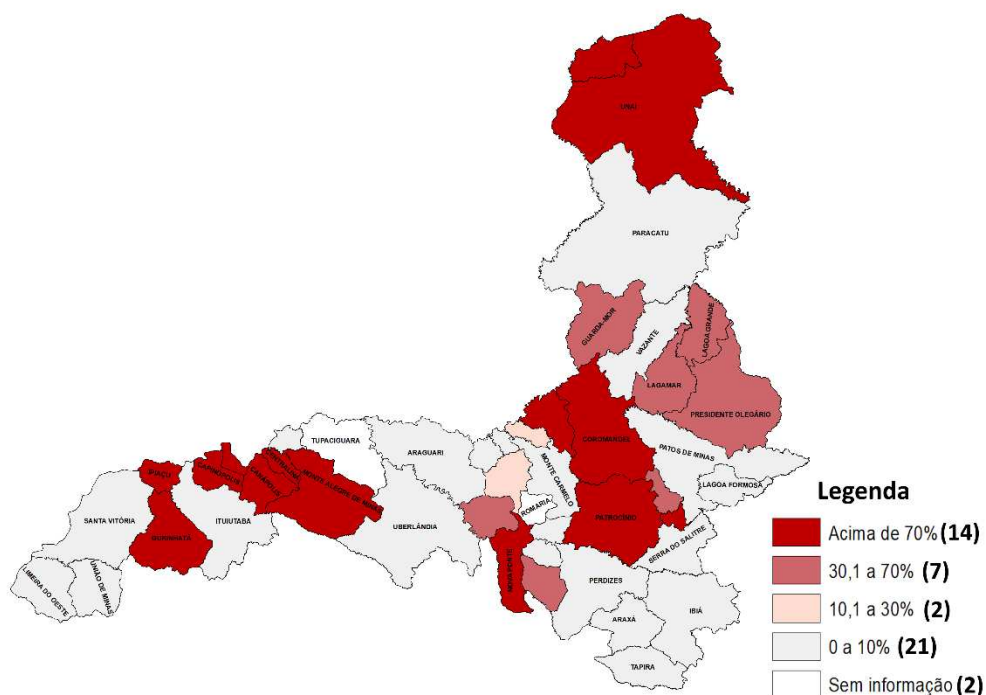 UNAÍ
PARACATU
GUARDA-MOR
VAZANTE
LAGOA GRANDE
LAGAMAR
PRESIDENTE OLEGÁRIO
COROMANDEL
PATOS DE MINAS
LAGOA FORMOSA
TUPACIGUARA
ARAGUARI
MONTE CARMELO
ROMARIA
PATROCÍNIO
SERRA DO SALITRE
IPIAÇU
CAPINÓPOLIS
CANÁPOLIS
MONTE ALEGRE DE MINAS
UBERLÂNDIA
SANTA VITÓRIA
GURINHATÃ
ITUIUTABA
LIMEIRA DO OESTE
UNIÃO DE MINAS
NOVA PONTE
PERDIZES
ARAXÁ
IBIÁ
TAPIRA
Legenda
Acima de 70% (14)
30,1 a 70% (7)
10,1 a 30% (2)
0 a 10% (21)
Sem informação (2)